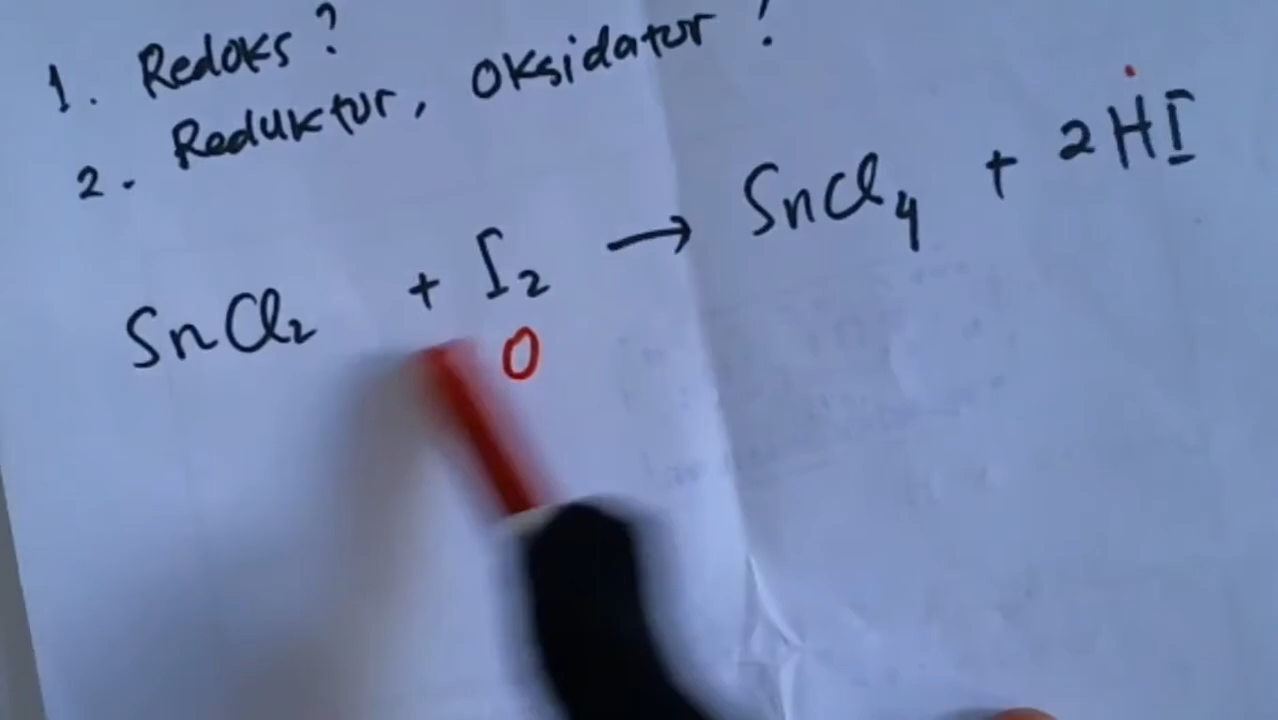 1. Redoks?
2. Reduktor, Oksidator!
SnCl₂ + I₂ → SnCl₄ + 2HI
0